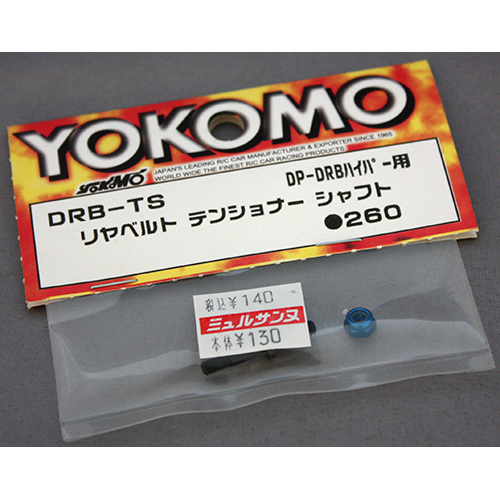 YOKOMO
YOKOMO
JAPAN'S LEADING R/C CAR MANUFACTURER & EXPORTER SINCE 1965
WORLD WIDE THE FINEST R/C CAR RACING PRODUCTS
DRB-TS
DP-DRBハイパー用
リヤベルト テンショナー シャフト
●260
税込¥140
ミュルサンヌ
本体¥130